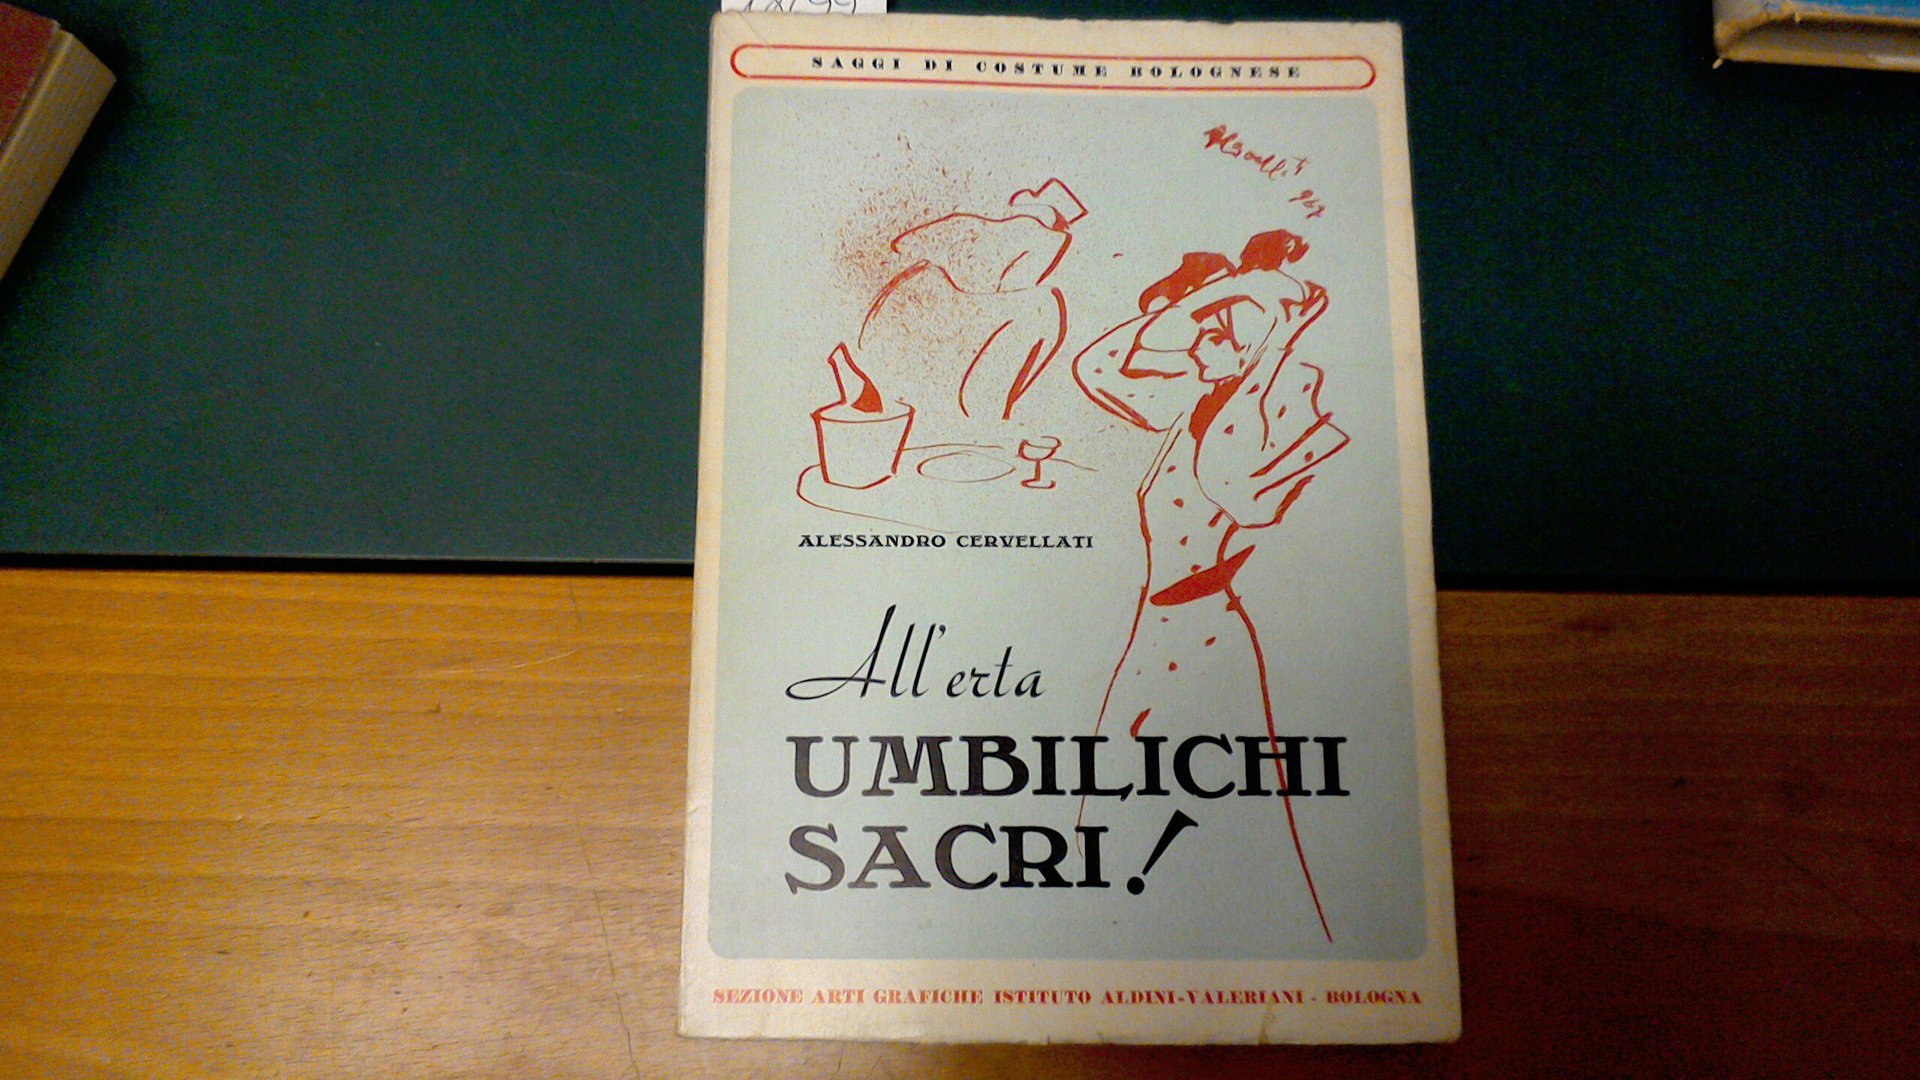 SAGGI DI COSTUME BOLOGNESE
ALESSANDRO CERVELLATI
All'erta
UMBILICHI
SACRI!
SEZIONE ARTI GRAFICHE ISTITUTO ALDINI-VALERIANI - BOLOGNA